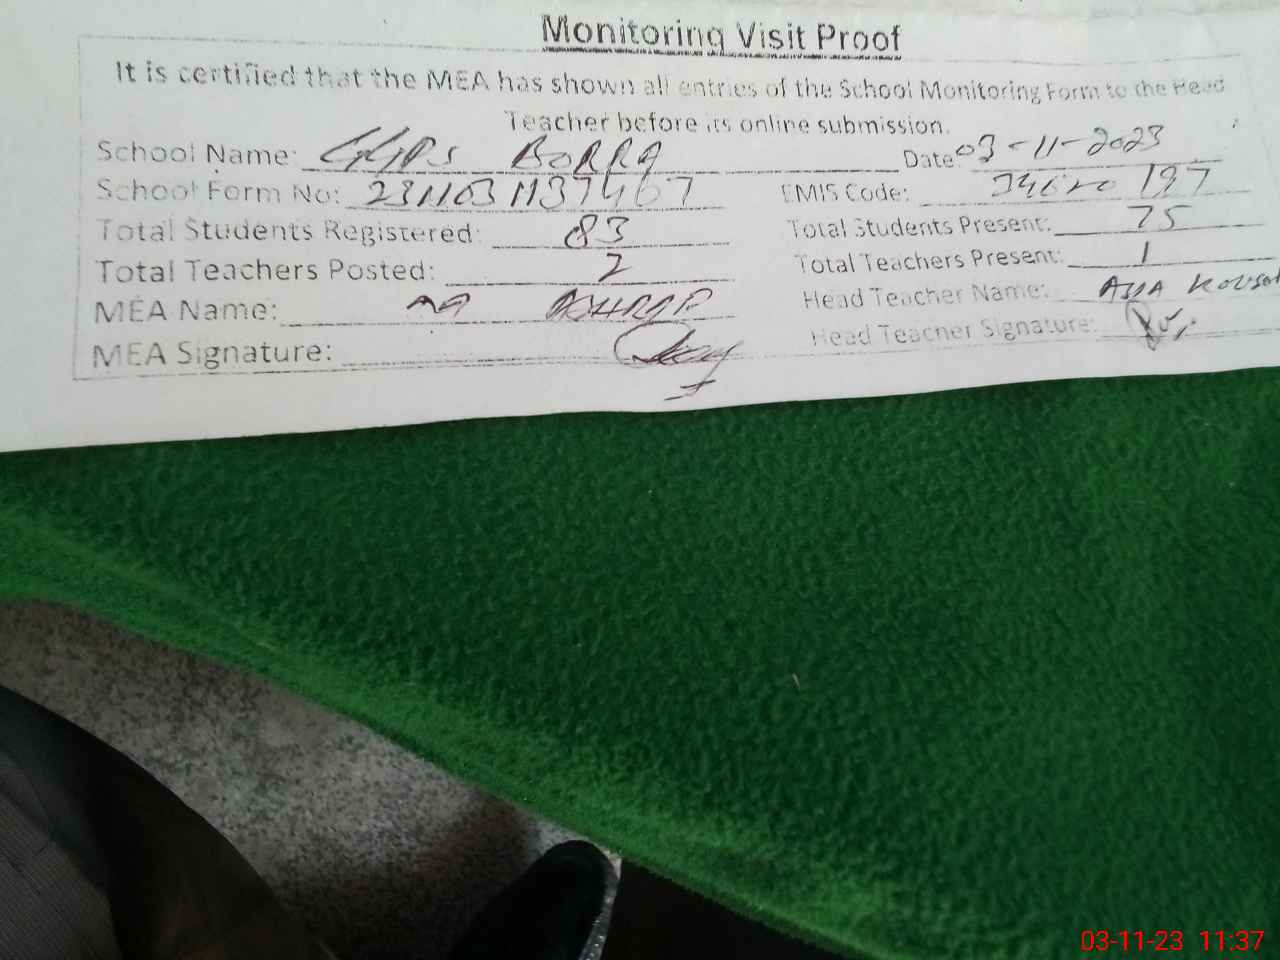 Monitoring Visit Proof
It is certified that the MEA has shown all entries of the School Monitoring Form to the Head
Teacher before its online submission.
School Name: GGPS BORRA Date: 03-11-2023
School Form No: 2311031137467 EMIS Code: 34620197
Total Students Registered: 83 Total Students Present: 75
Total Teachers Posted: 2 Total Teachers Present: 1
MEA Name: ASHRAF Head Teacher Name:
MEA Signature: Head Teacher Signature:
03-11-23 11:37